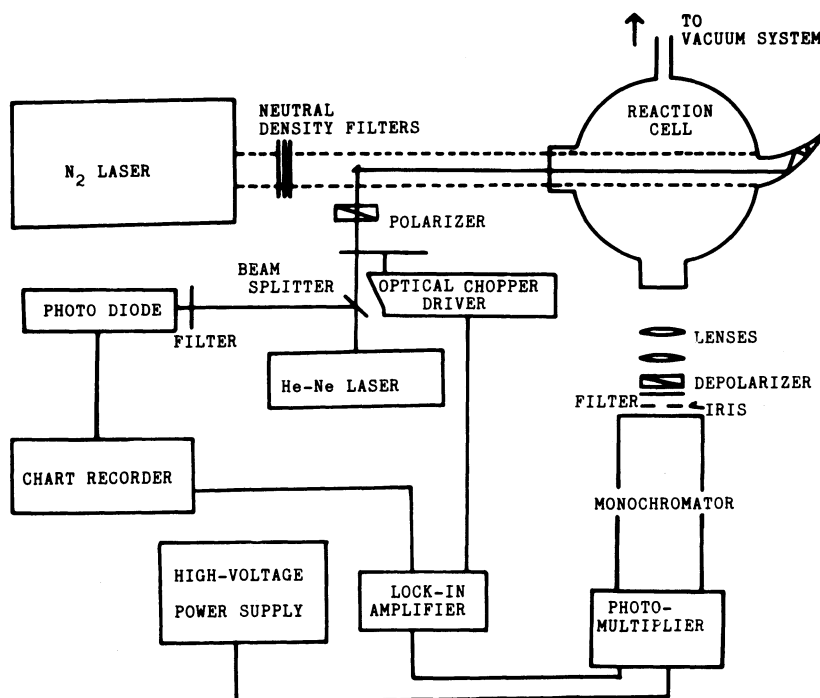 TO
VACUUM SYSTEM
NEUTRAL
DENSITY FILTERS
REACTION
CELL
N2 LASER
POLARIZER
BEAM
SPLITTER
OPTICAL CHOPPER
DRIVER
PHOTO DIODE
FILTER
LENSES
He-Ne LASER
DEPOLARIZER
FILTER
IRIS
CHART RECORDER
MONOCHROMATOR
HIGH-VOLTAGE
POWER SUPPLY
LOCK-IN
AMPLIFIER
PHOTO-
MULTIPLIER